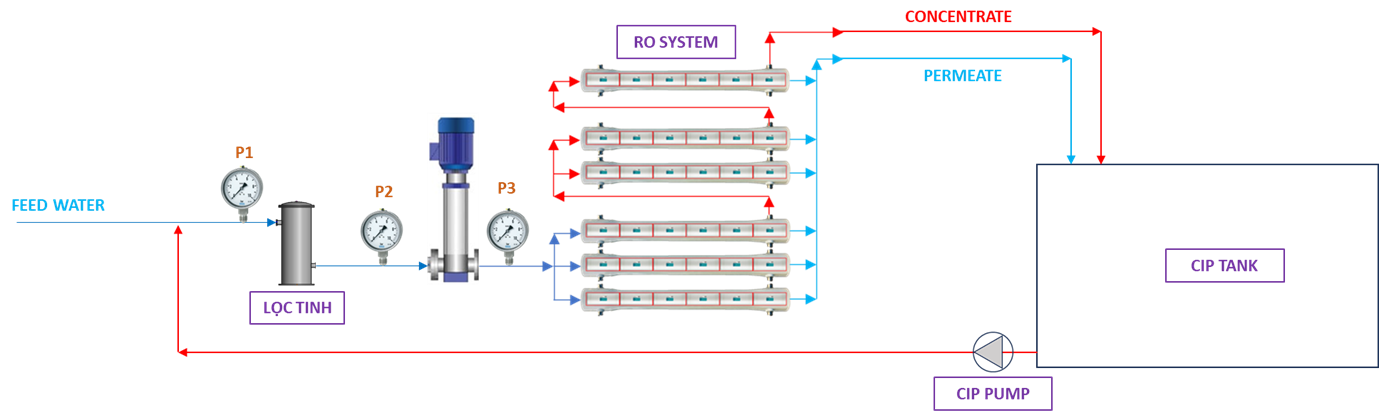 CONCENTRATE
RO SYSTEM
PERMEATE
P1
P2
P3
FEED WATER
CIP TANK
LỌC TINH
CIP PUMP